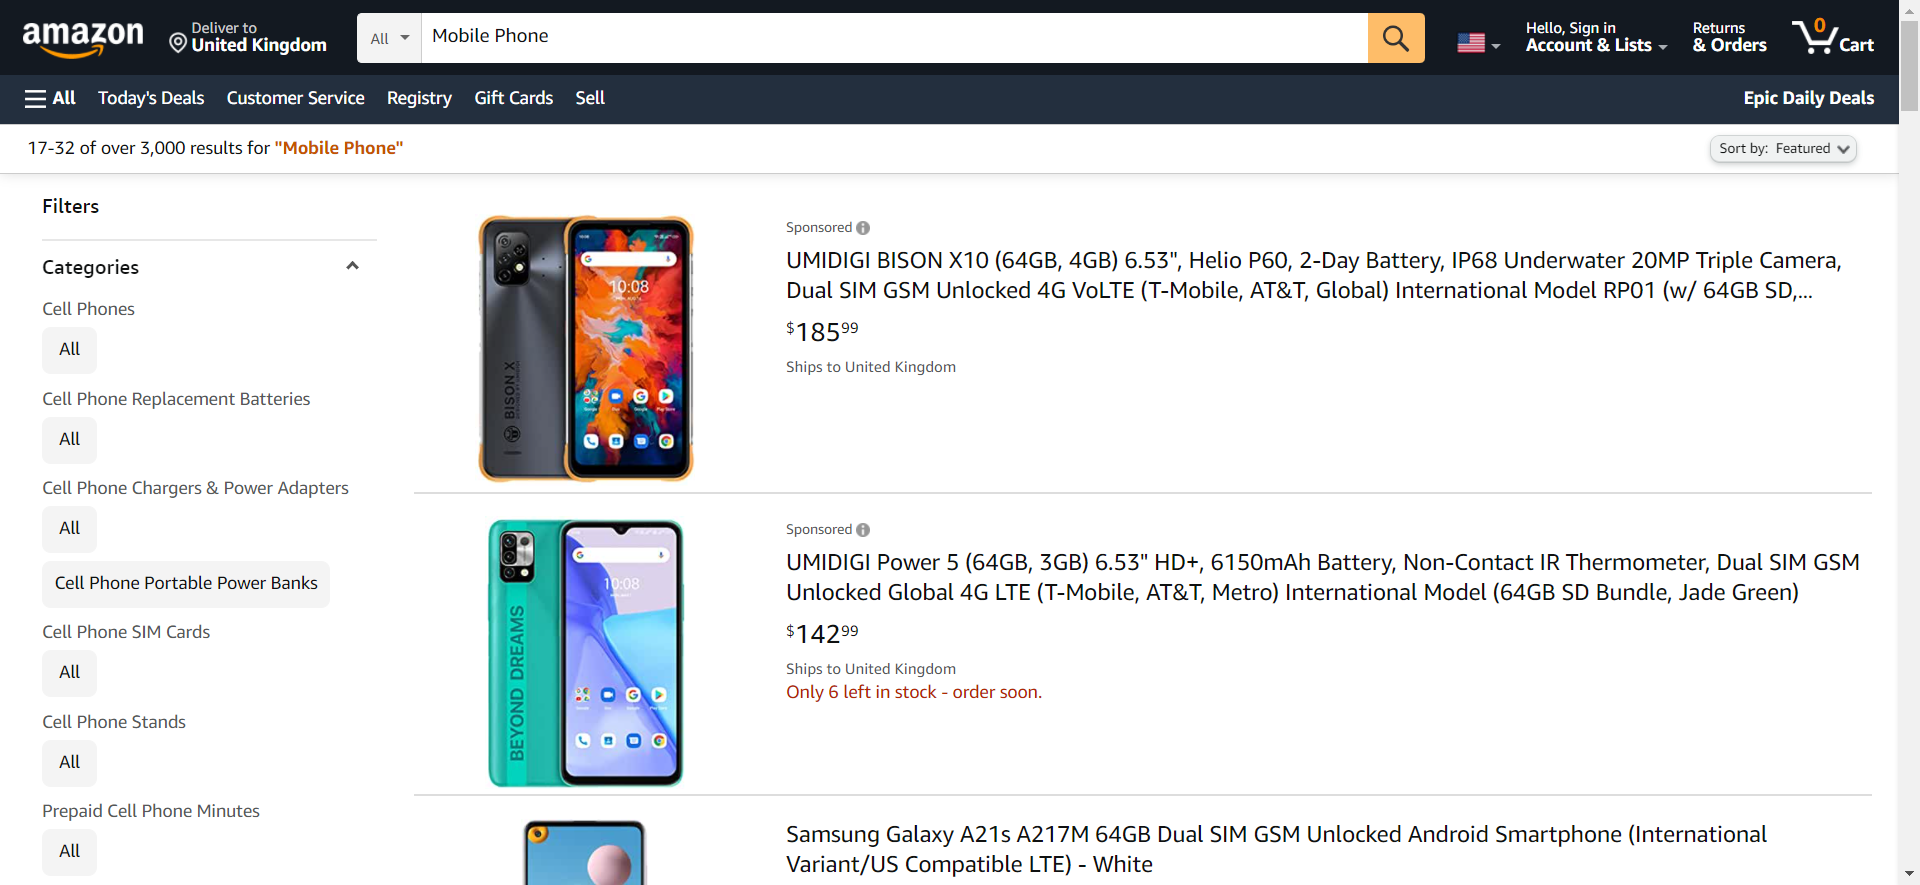 amazon
Deliver to
United Kingdom
All
Mobile Phone
Hello, Sign in
Account & Lists
Returns
& Orders
0
Cart
All
Today's Deals
Customer Service
Registry
Gift Cards
Sell
Epic Daily Deals
17-32 of over 3,000 results for "Mobile Phone"
Sort by: Featured
Filters
Categories
Cell Phones
All
Cell Phone Replacement Batteries
All
Cell Phone Chargers & Power Adapters
All
Cell Phone Portable Power Banks
Cell Phone SIM Cards
All
Cell Phone Stands
All
Prepaid Cell Phone Minutes
All
10:08
BISON X
Sponsored
UMIDIGI BISON X10 (64GB, 4GB) 6.53", Helio P60, 2-Day Battery, IP68 Underwater 20MP Triple Camera,
Dual SIM GSM Unlocked 4G VoLTE (T-Mobile, AT&T, Global) International Model RP01 (w/ 64GB SD,...
$185 99
Ships to United Kingdom
10:08
BEYOND DREAMS
Sponsored
UMIDIGI Power 5 (64GB, 3GB) 6.53" HD+, 6150mAh Battery, Non-Contact IR Thermometer, Dual SIM GSM
Unlocked Global 4G LTE (T-Mobile, AT&T, Metro) International Model (64GB SD Bundle, Jade Green)
$142 99
Ships to United Kingdom
Only 6 left in stock - order soon.
Samsung Galaxy A21s A217M 64GB Dual SIM GSM Unlocked Android Smartphone (International
Variant/US Compatible LTE) - White